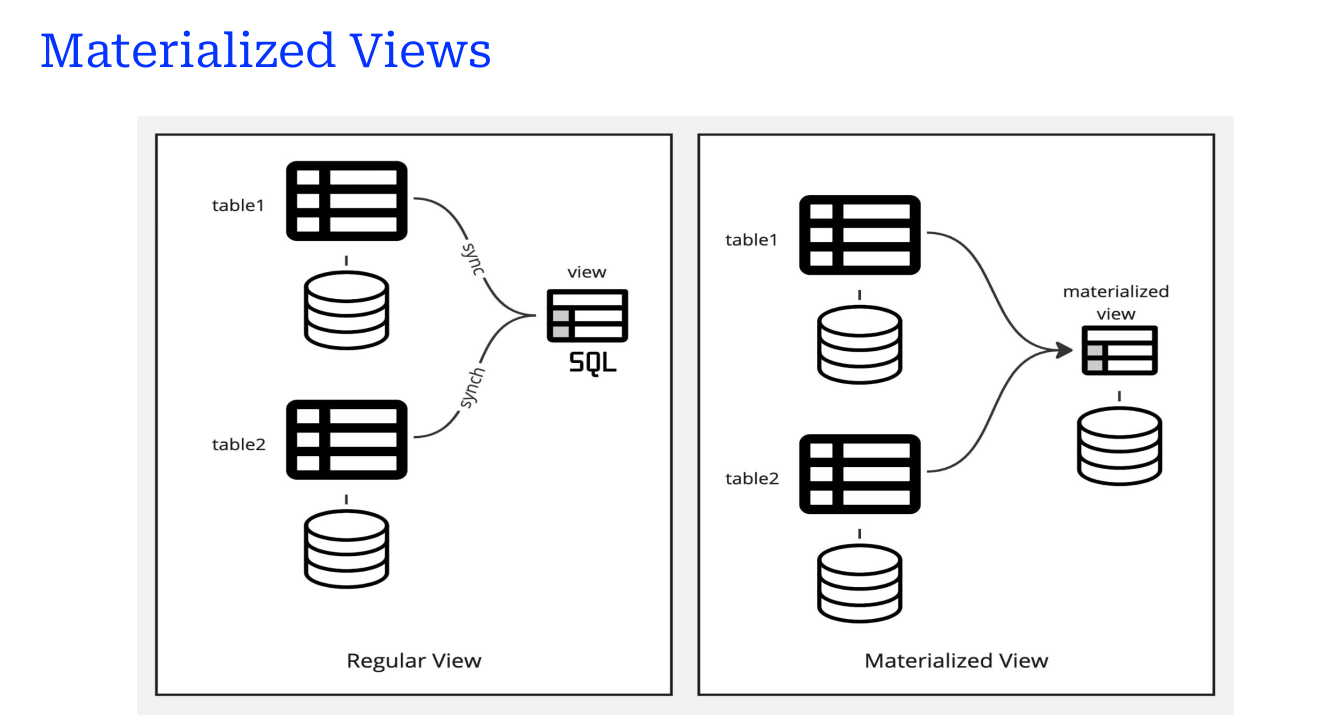 Materialized Views
table1
sync
view
SQL
synch
table2
Regular View
table1
materialized
view
table2
Materialized View